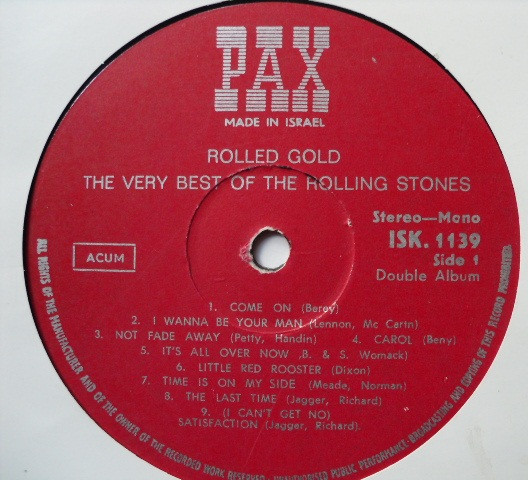 PAX
MADE IN ISRAEL
ROLLED GOLD
THE VERY BEST OF THE ROLLING STONES
Stereo—Mono
ISK. 1139
Side 1
Double Album
ACUM
1. COME ON (Berey)
2. I WANNA BE YOUR MAN (Lennon, Mc Cartn)
3. NOT FADE AWAY (Petty, Handin) 4. CAROL (Beny)
5. IT'S ALL OVER NOW (B. & S. Womack)
6. LITTLE RED ROOSTER (Dixon)
7. TIME IS ON MY SIDE (Meade, Norman)
8. THE LAST TIME (Jagger, Richard)
9. (I CAN'T GET NO)
SATISFACTION (Jagger, Richard).
ALL RIGHTS OF THE MANUFACTURER AND OF THE OWNER OF THE RECORDED WORK RESERVED - UNAUTHORISED PUBLIC PERFORMANCE, BROADCASTING AND COPYING OF THIS RECORD PROHIBITED.